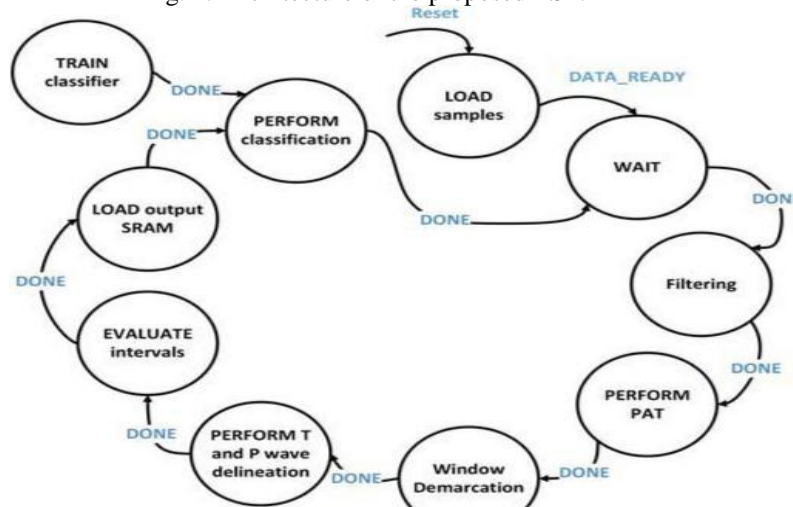 Reset
TRAIN
classifier
DONE
LOAD
samples
DATA_READY
PERFORM
classification
DONE
WAIT
LOAD output
SRAM
DONE
DONE
Filtering
DONE
EVALUATE
intervals
DONE
PERFORM
PAT
DONE
PERFORM T
and P wave
delineation
DONE
Window
Demarcation
DONE